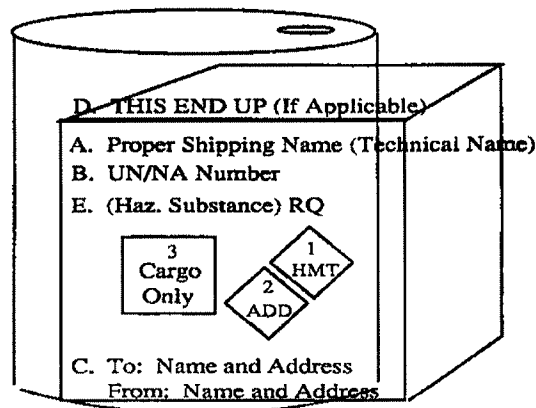 D. THIS END UP (If Applicable)
A. Proper Shipping Name (Technical Name)
B. UN/NA Number
E. (Haz. Substance) RQ
3
Cargo
Only
1
HMT
2
ADD
C. To: Name and Address
From: Name and Address